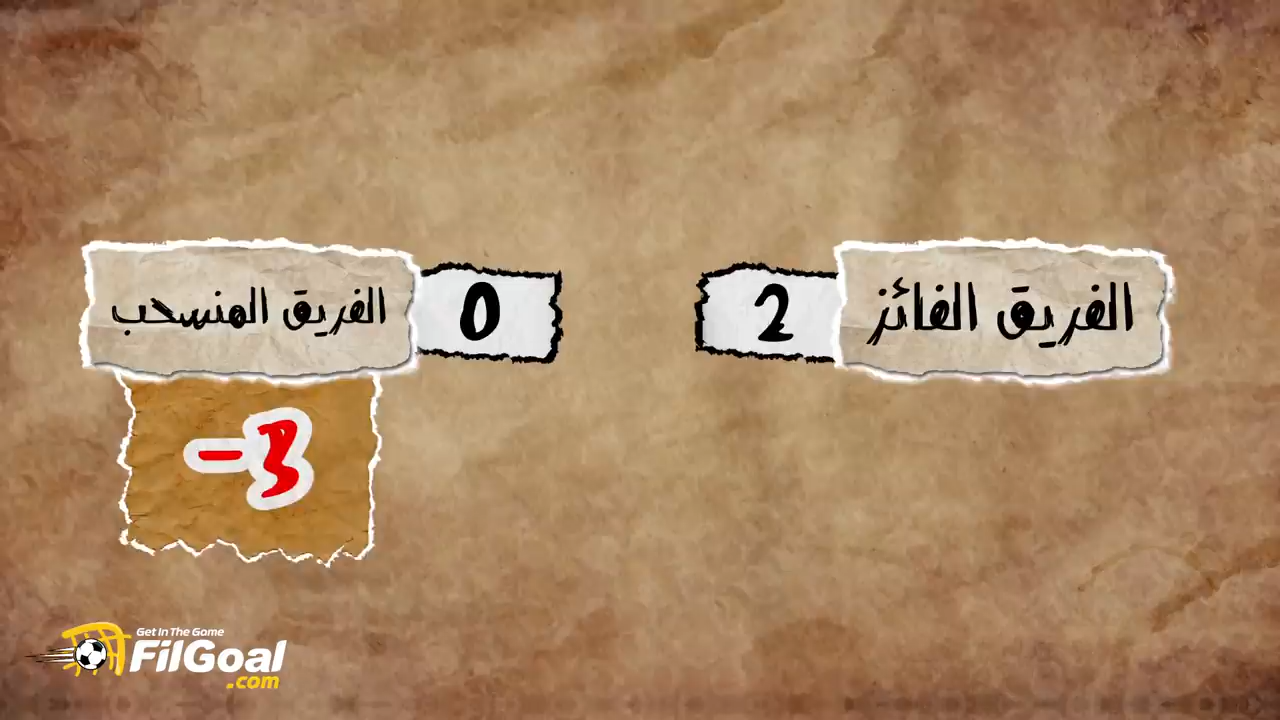 الفريق الفائز
2
0
الفريق المنسحب
-3
Get In The Game
FilGoal
.com